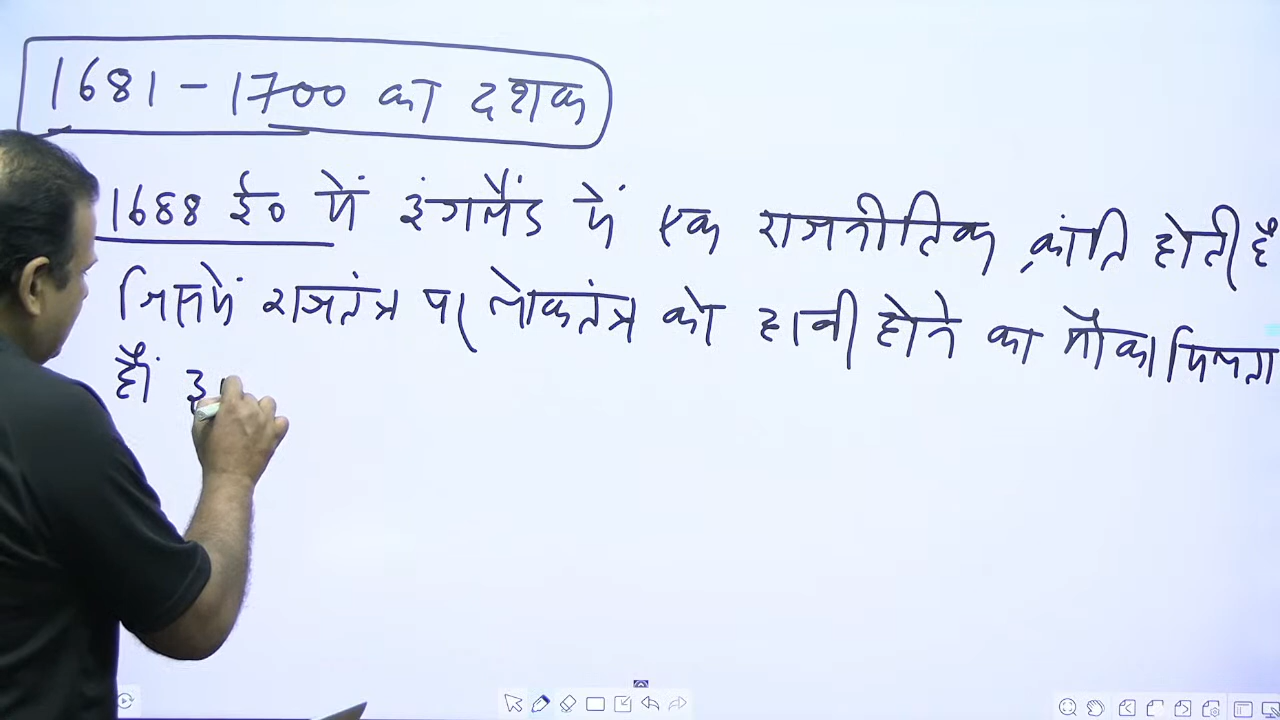 1681 - 1700 का दशक
1688 ई० में इंगलैंड में एक राजनीतिक क्रांति होती है
जिसमें राजतंत्र पर लोकतंत्र को हावी होने का मौका मिलता
हैं